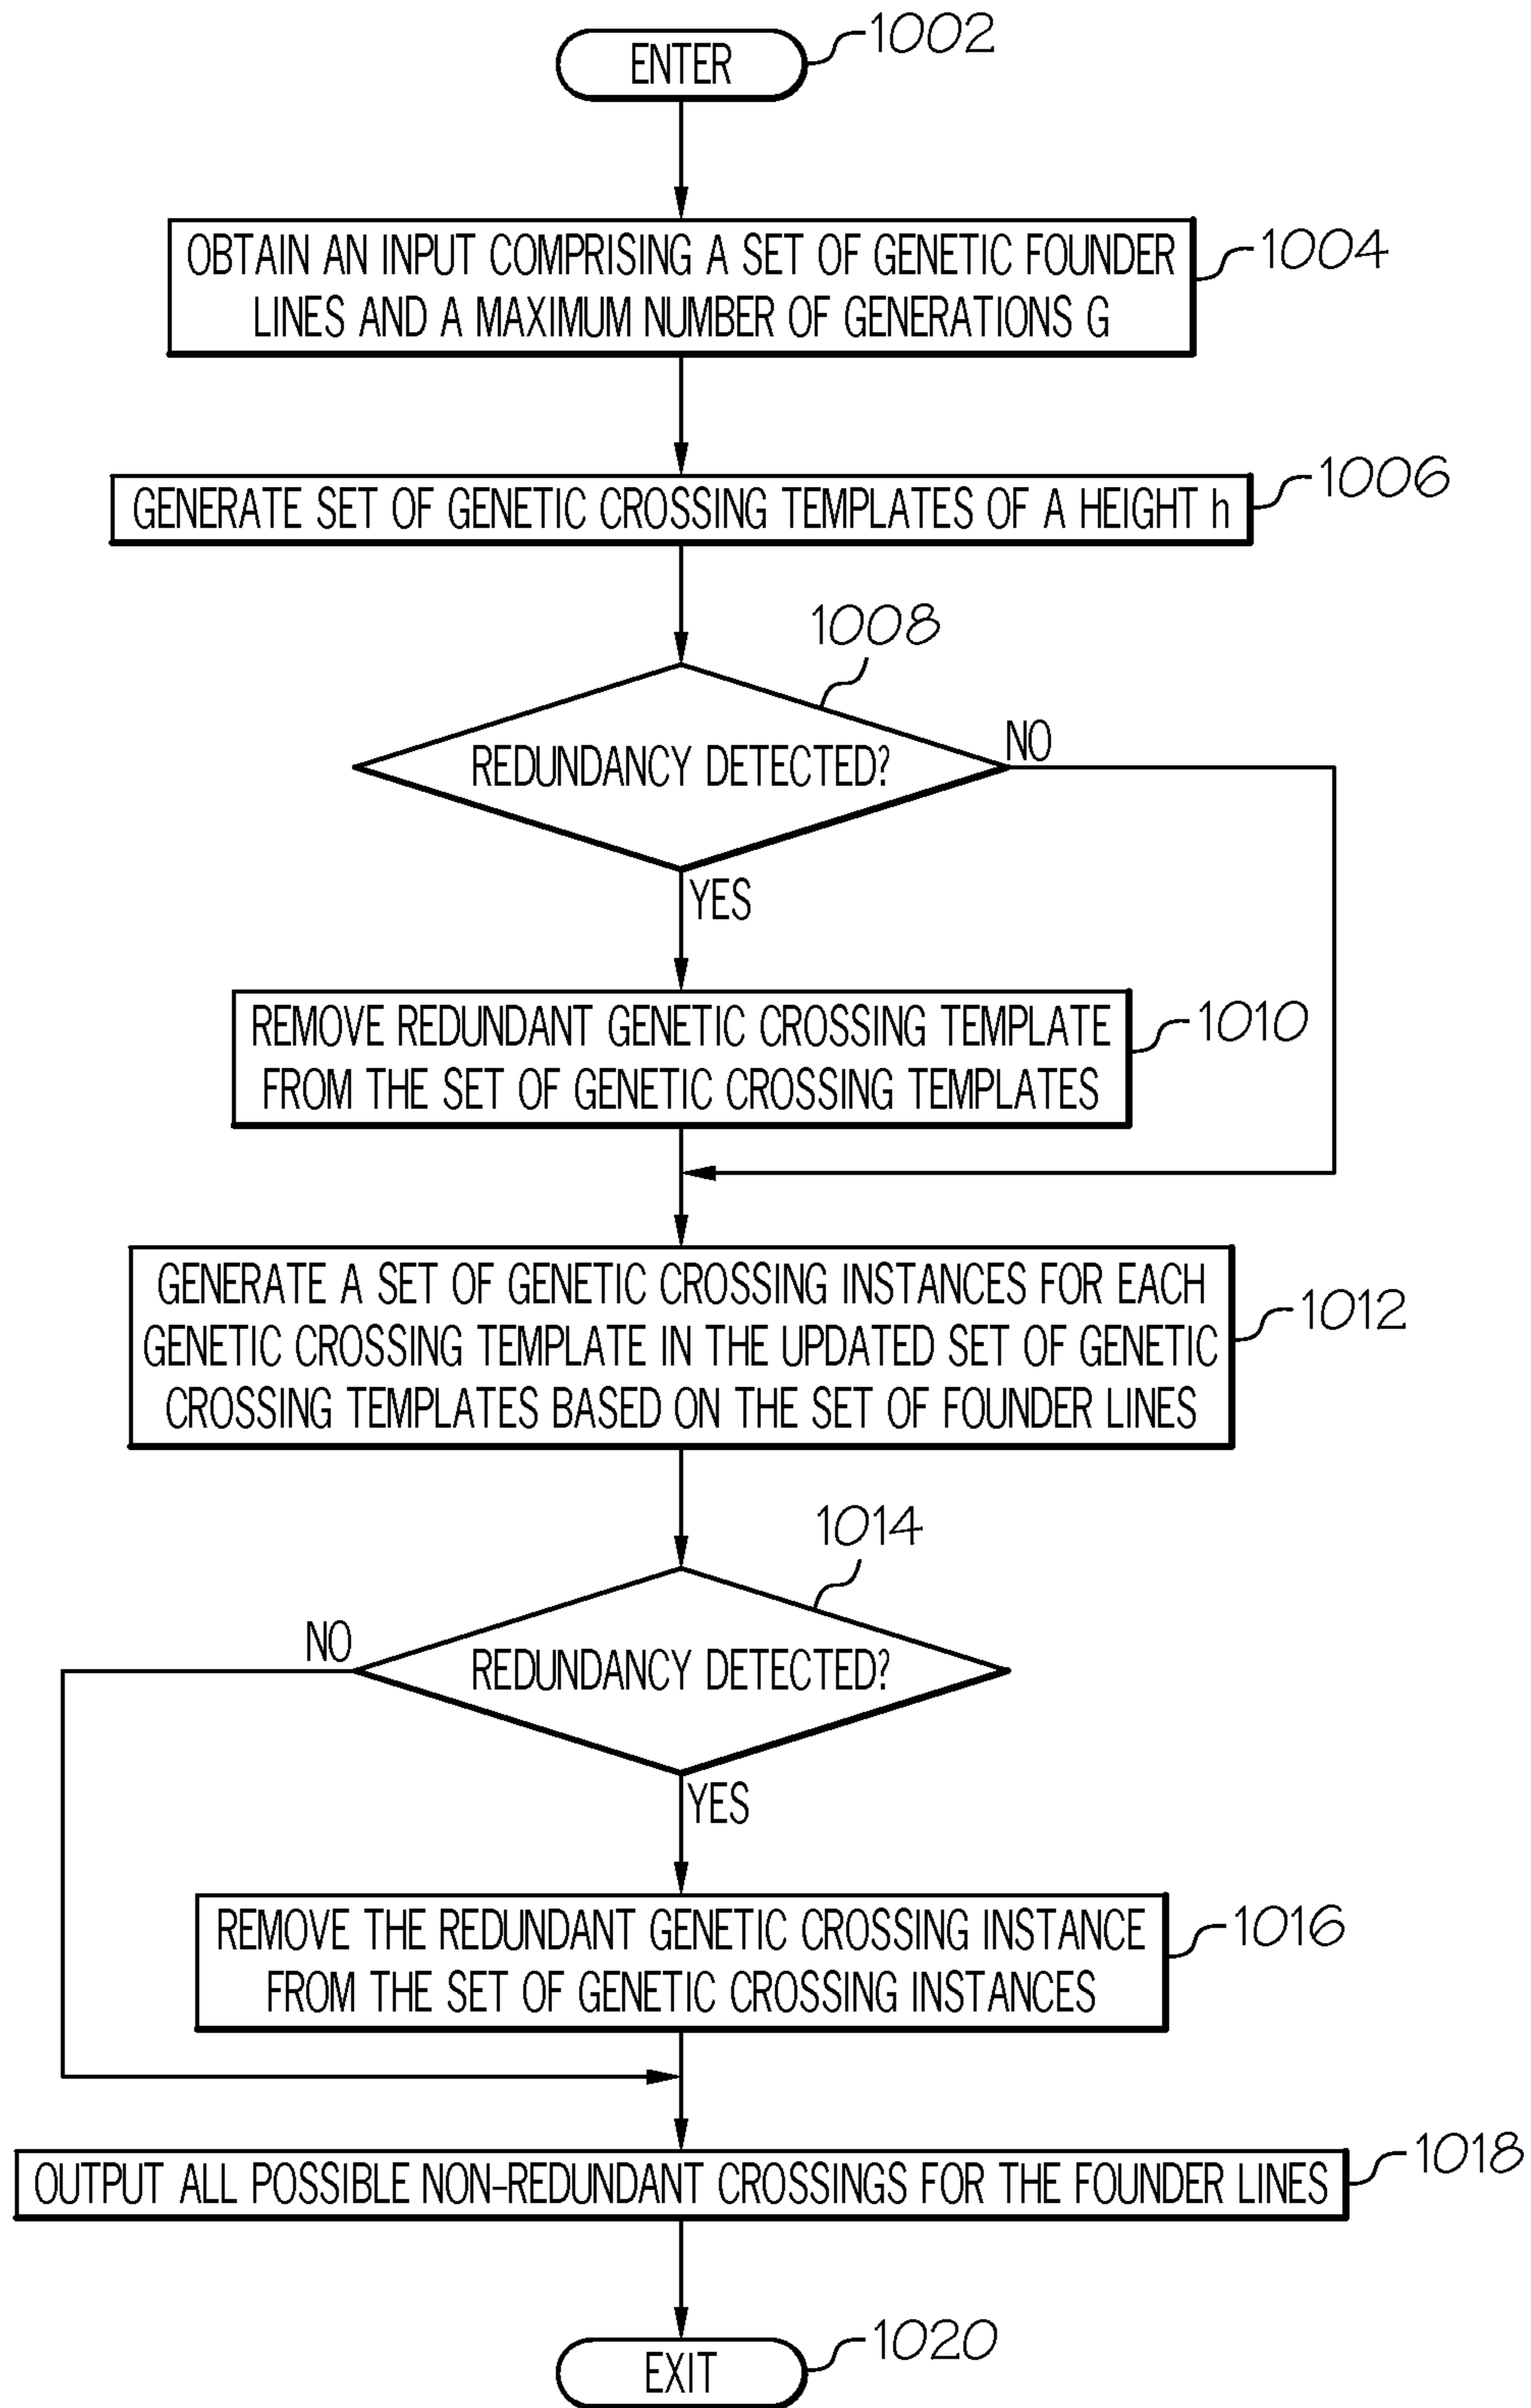 ENTER
1002
OBTAIN AN INPUT COMPRISING A SET OF GENETIC FOUNDER
LINES AND A MAXIMUM NUMBER OF GENERATIONS G
1004
GENERATE SET OF GENETIC CROSSING TEMPLATES OF A HEIGHT h
1006
1008
REDUNDANCY DETECTED?
NO
YES
REMOVE REDUNDANT GENETIC CROSSING TEMPLATE
FROM THE SET OF GENETIC CROSSING TEMPLATES
1010
GENERATE A SET OF GENETIC CROSSING INSTANCES FOR EACH
GENETIC CROSSING TEMPLATE IN THE UPDATED SET OF GENETIC
CROSSING TEMPLATES BASED ON THE SET OF FOUNDER LINES
1012
1014
NO
REDUNDANCY DETECTED?
YES
REMOVE THE REDUNDANT GENETIC CROSSING INSTANCE
FROM THE SET OF GENETIC CROSSING INSTANCES
1016
OUTPUT ALL POSSIBLE NON-REDUNDANT CROSSINGS FOR THE FOUNDER LINES
1018
EXIT
1020